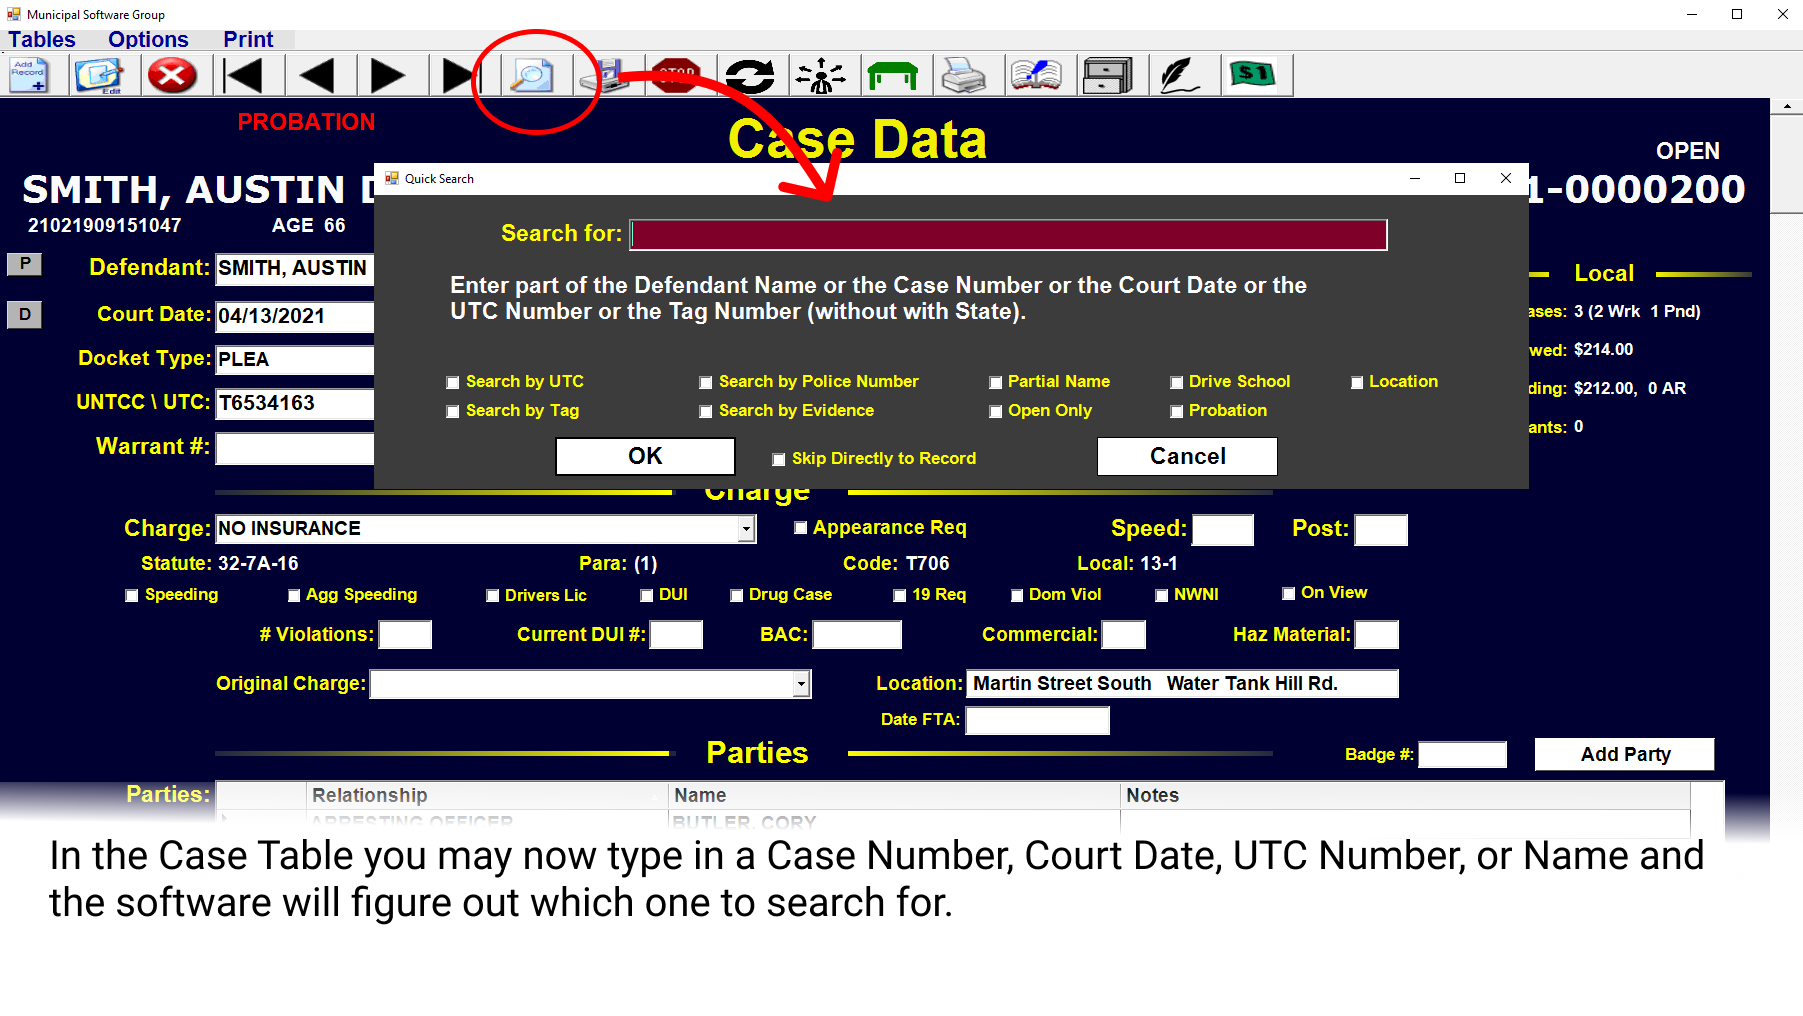 Municipal Software Group
Tables Options Print
Add Record
Edit
STOP
$1
PROBATION
Case Data
OPEN
SMITH, AUSTIN
1-0000200
21021909151047 AGE 66
Quick Search
Search for:
Enter part of the Defendant Name or the Case Number or the Court Date or the
UTC Number or the Tag Number (without with State).
Search by UTC Search by Police Number Partial Name Drive School Location
Search by Tag Search by Evidence Open Only Probation
OK Skip Directly to Record Cancel
P Defendant: SMITH, AUSTIN
D Court Date: 04/13/2021
Docket Type: PLEA
UNTCC \ UTC: T6534163
Warrant #:
Local
ases: 3 (2 Wrk 1 Pnd)
wed: $214.00
ding: $212.00, 0 AR
ants: 0
Charge
Charge: NO INSURANCE Appearance Req Speed: Post:
Statute: 32-7A-16 Para: (1) Code: T706 Local: 13-1
Speeding Agg Speeding Drivers Lic DUI Drug Case 19 Req Dom Viol NWNI On View
# Violations: Current DUI #: BAC: Commercial: Haz Material:
Original Charge: Location: Martin Street South Water Tank Hill Rd.
Date FTA:
Parties Badge #: Add Party
Parties: Relationship Name Notes
ARRESTING OFFICER BUTLER, CORY
In the Case Table you may now type in a Case Number, Court Date, UTC Number, or Name and
the software will figure out which one to search for.